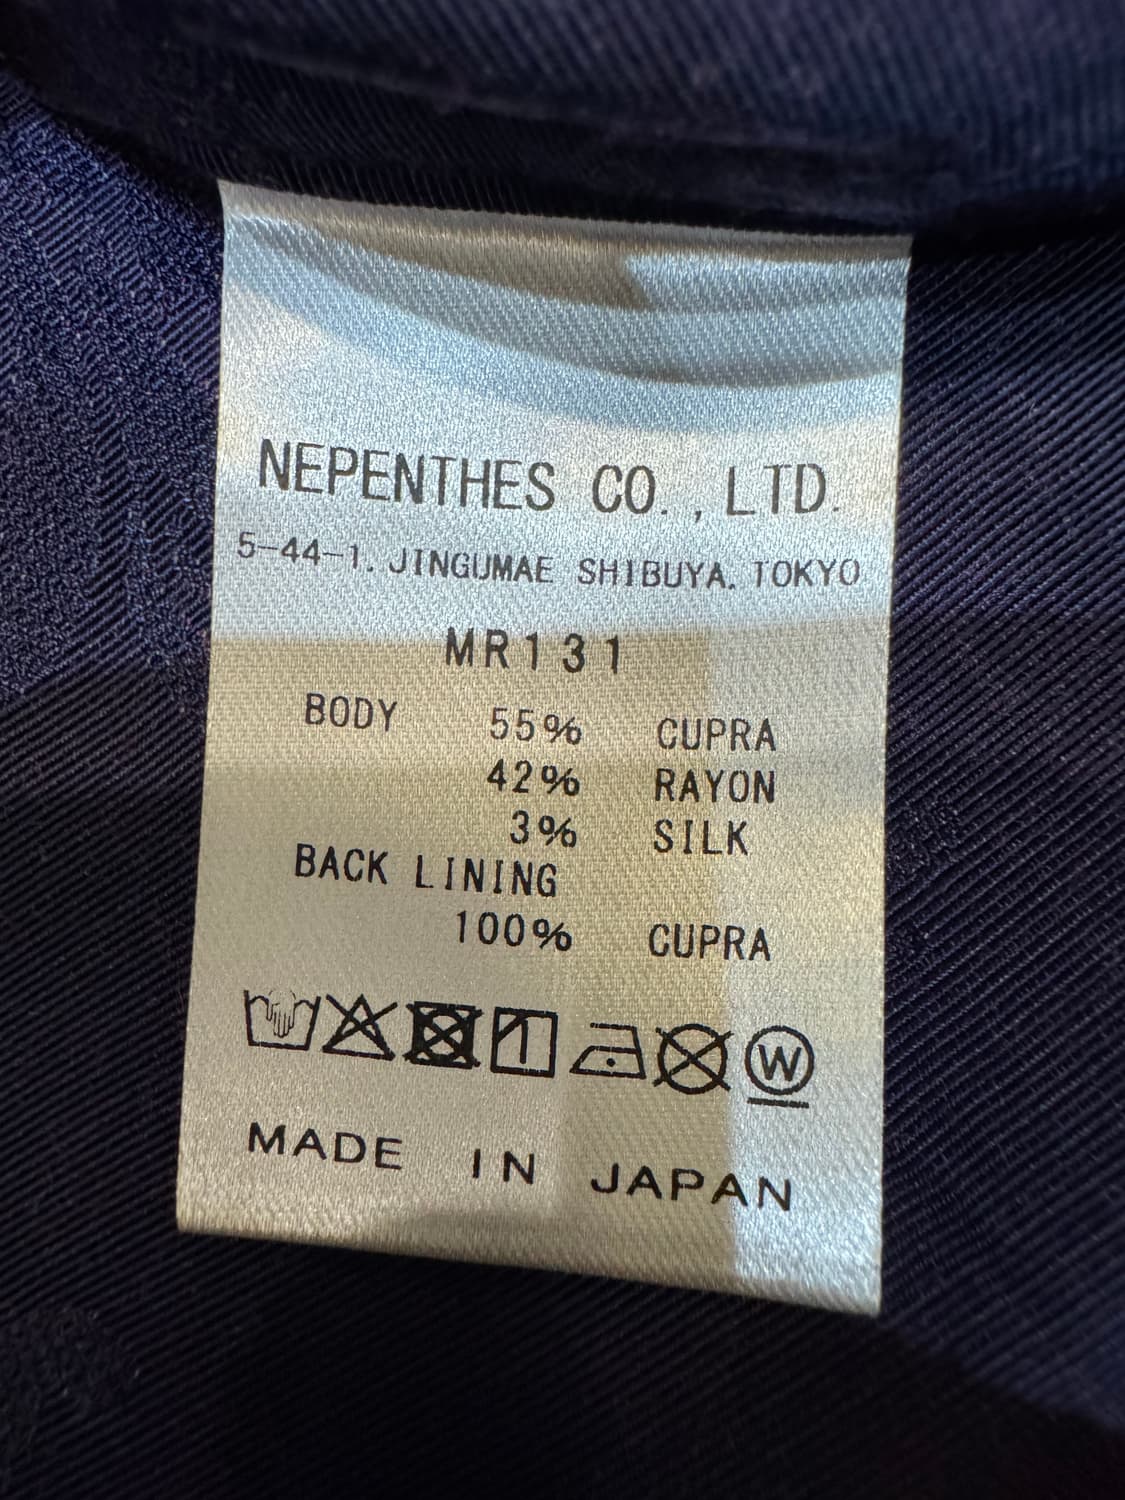 NEPENTHES CO., LTD.
5-44-1. JINGUMAE SHIBUYA. TOKYO
MR131
BODY 55% CUPRA
42% RAYON
3% SILK
BACK LINING
100% CUPRA
W
MADE IN JAPAN